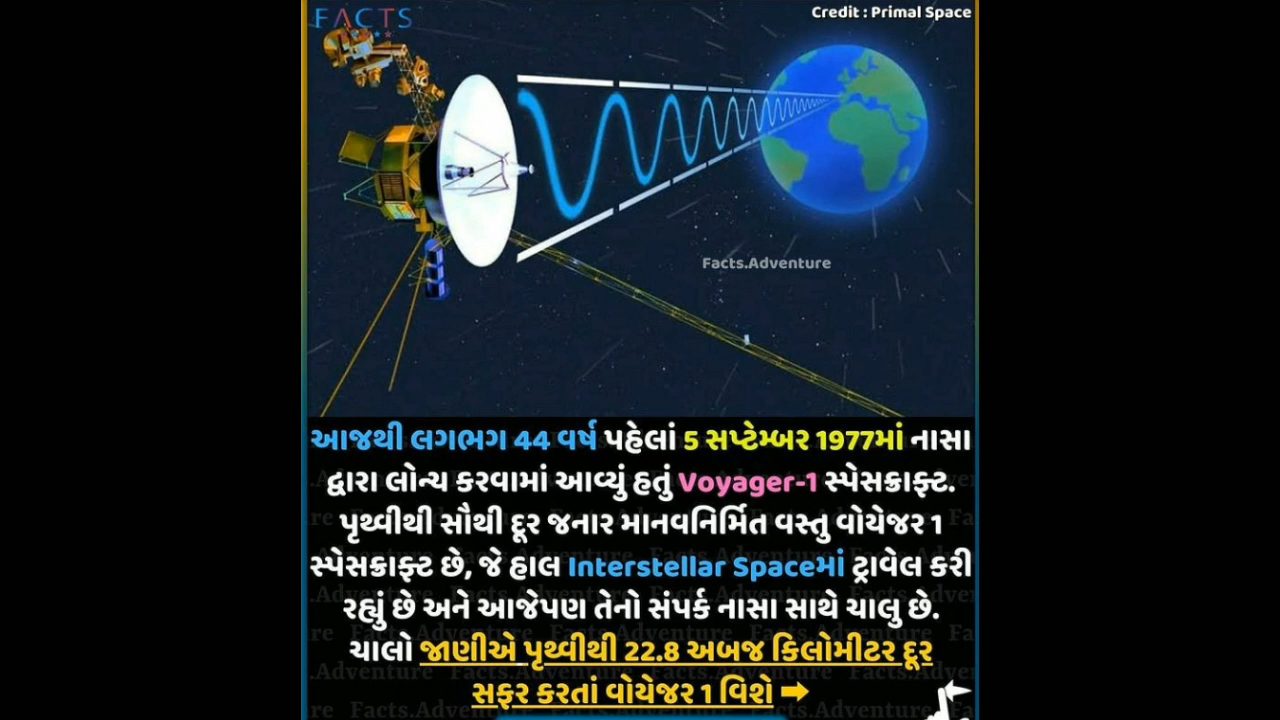 FACTS
Credit : Primal Space
Facts.Adventure
આજથી લગભગ 44 વર્ષ પહેલાં 5 સપ્ટેમ્બર 1977માં નાસા
દ્વારા લોન્ચ કરવામાં આવ્યું હતું Voyager-1 સ્પેસક્રાફ્ટ.
પૃથ્વીથી સૌથી દૂર જનાર માનવનિર્મિત વસ્તુ વોયેજર 1
સ્પેસક્રાફ્ટ છે, જે હાલ Interstellar Spaceમાં ટ્રાવેલ કરી
રહ્યું છે અને આજેપણ તેનો સંપર્ક નાસા સાથે ચાલુ છે.
ચાલો જાણીએ પૃથ્વીથી 22.8 અબજ કિલોમીટર દૂર
સફર કરતાં વોયેજર 1 વિશે ➡